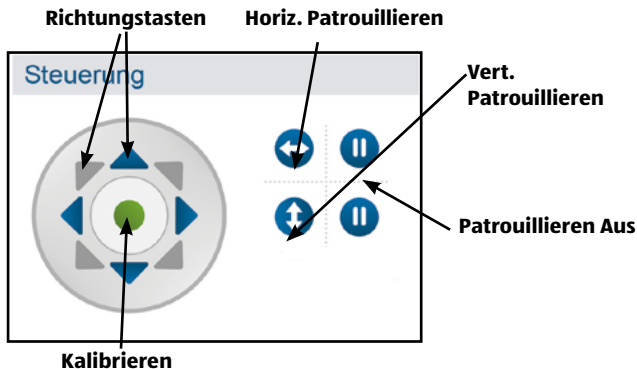 Richtungstasten
Horiz. Patrouillieren
Steuerung
Vert.
Patrouillieren
Patrouillieren Aus
Kalibrieren